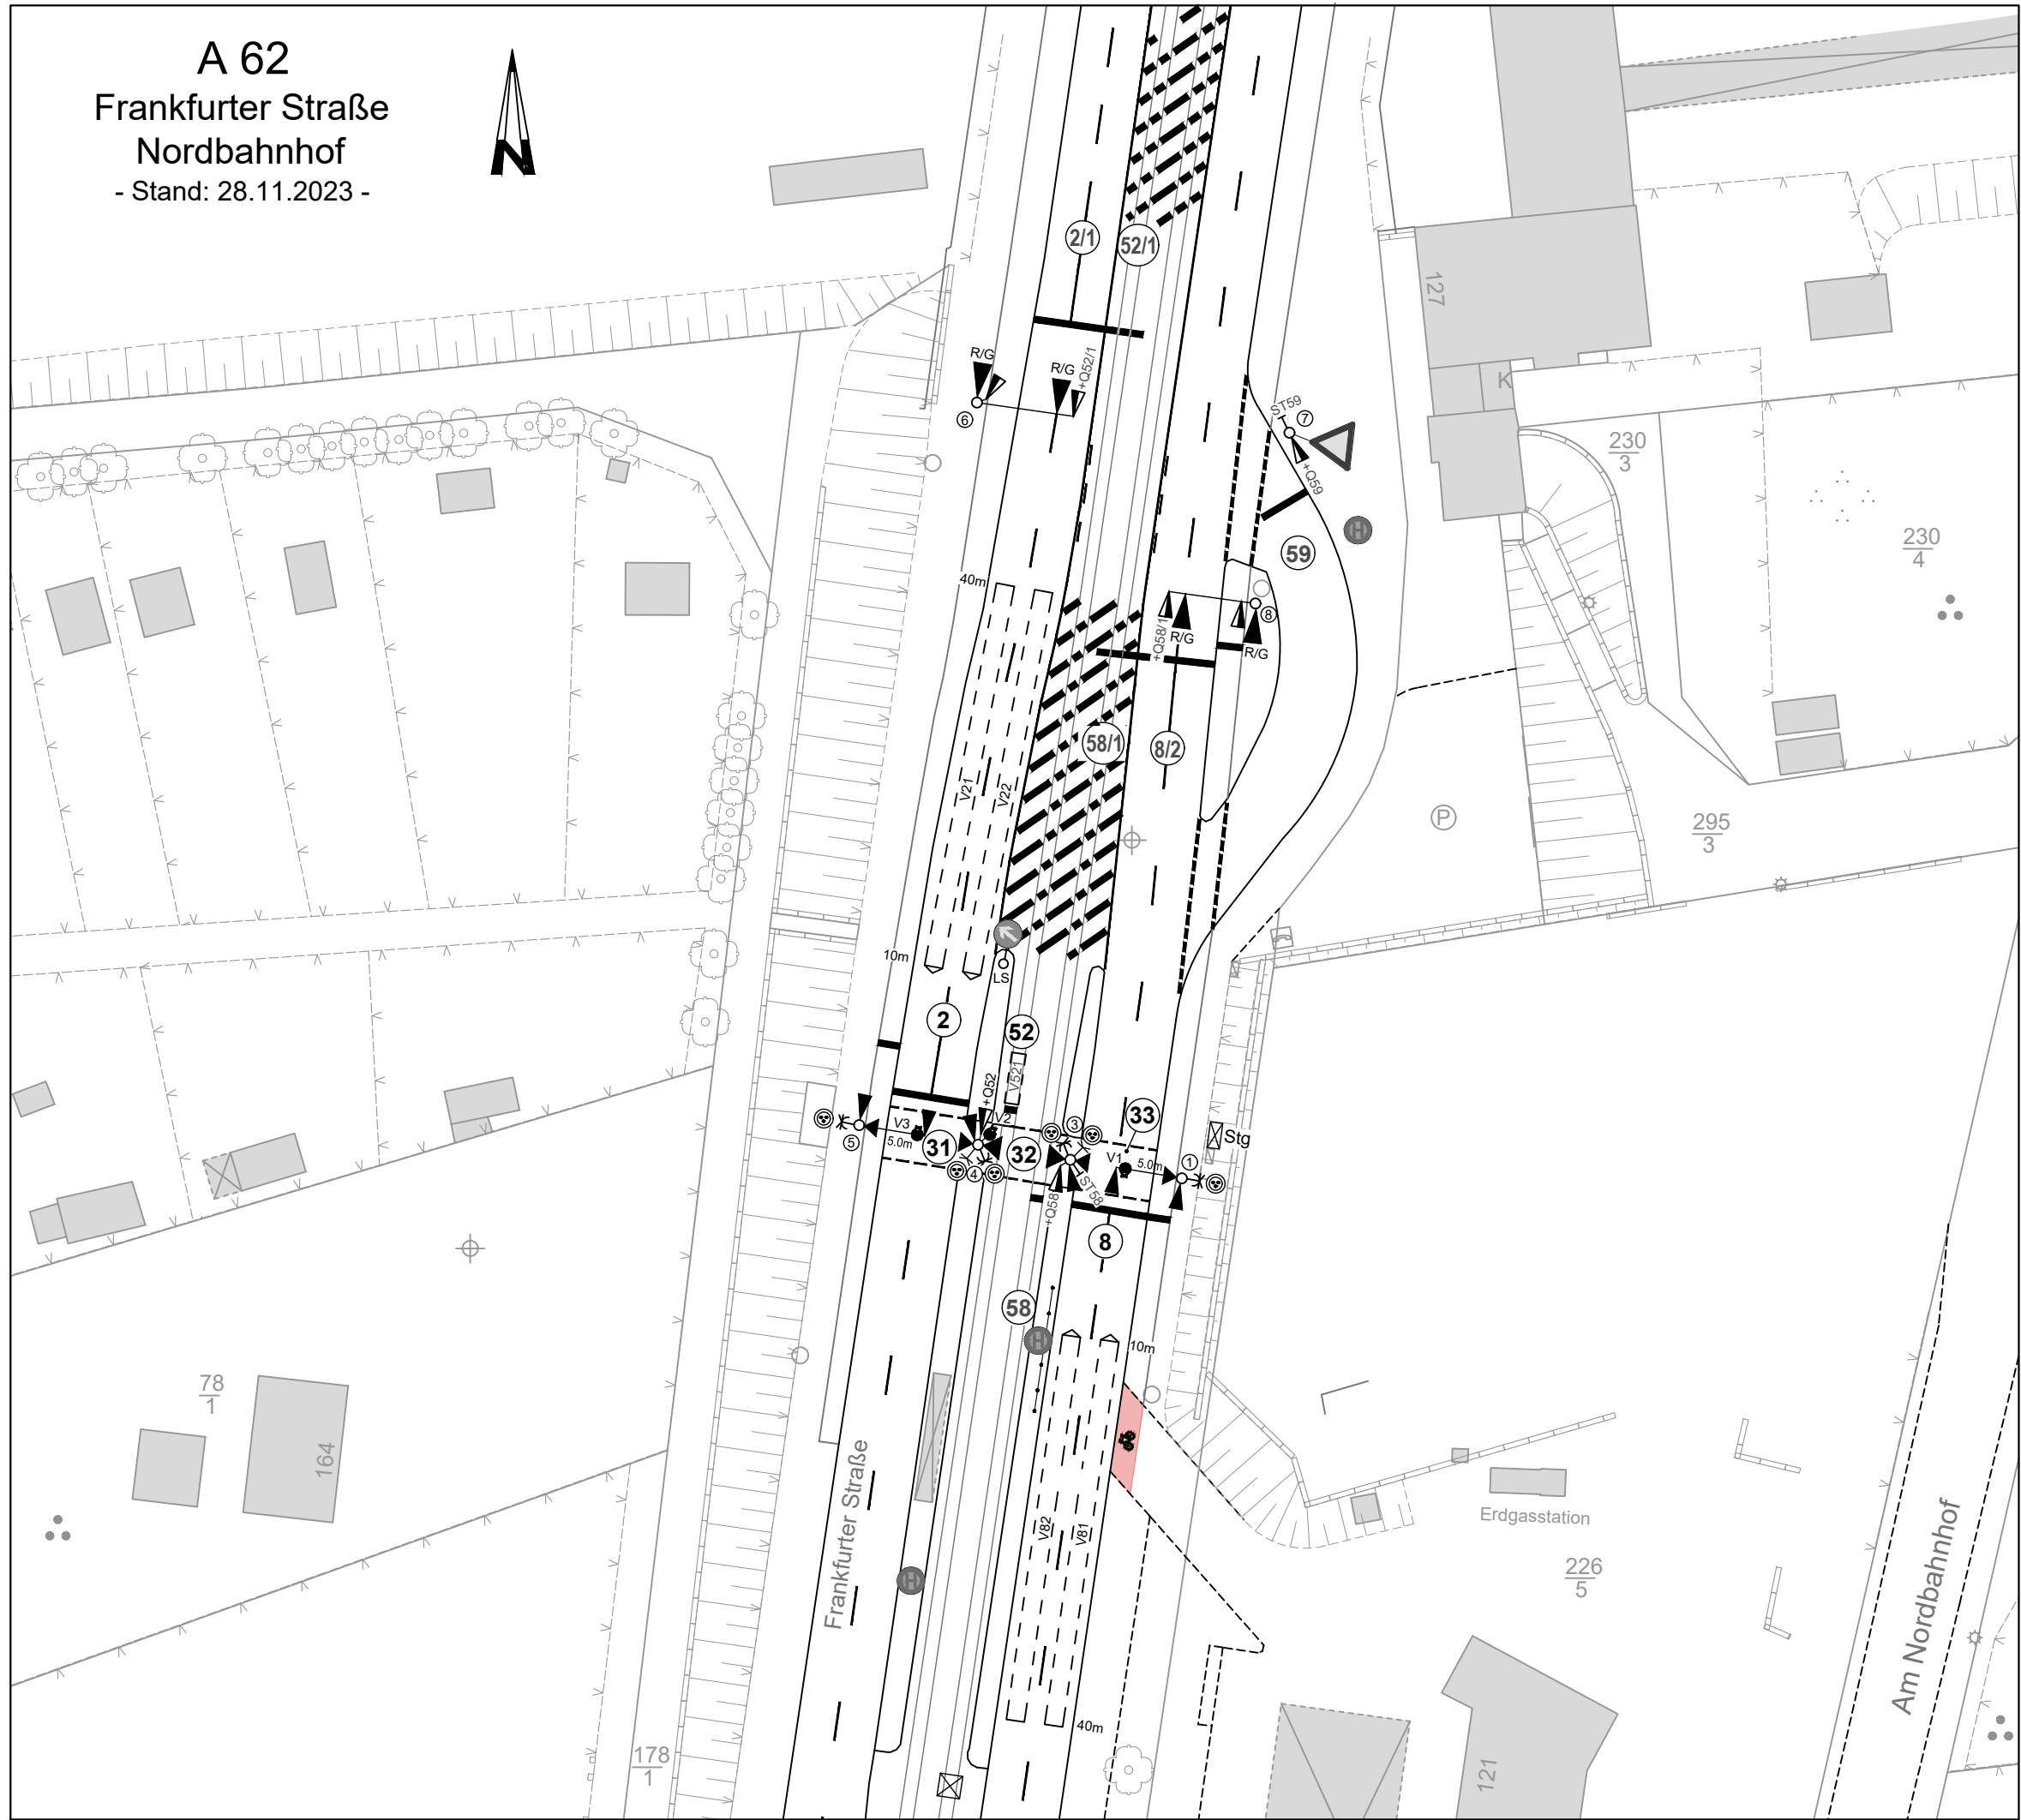 A 62
Frankfurter Straße
Nordbahnhof
- Stand: 28.11.2023 -
N
2/1
52/1
127
R/G
R/G
+Q52/1
6
K
ST59
7
+Q59
230
3
H
230
4
59
40m
8
+Q58/1
R/G
R/G
V21
V22
58/1
8/2
P
295
3
10m
LS
2
52
V521
+Q52
V3
5.0m
5
31
V2
4
32
3
33
V1
5.0m
1
Stg
+Q58
ST58
8
58
H
10m
78
1
164
Frankfurter Straße
V82
V81
Erdgasstation
226
5
H
Am Nordbahnhof
40m
178
1
121